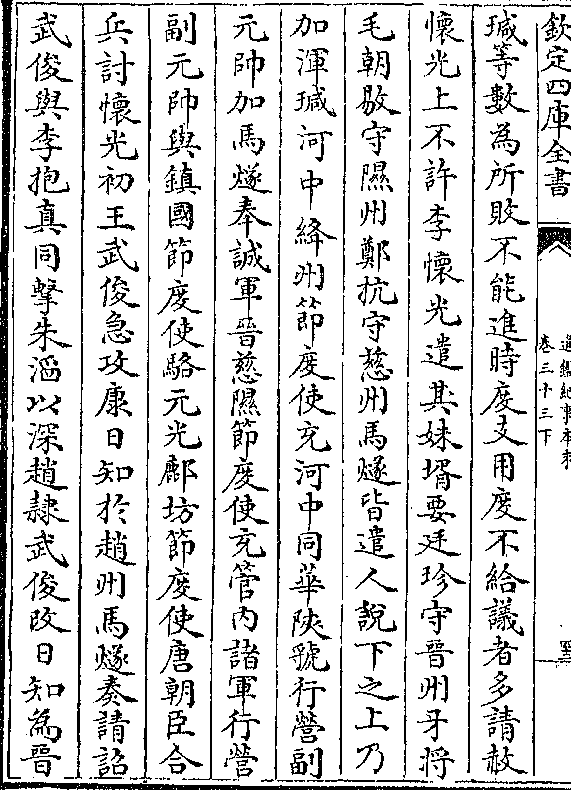 欽定四庫全書
通鑑紀事本末
卷三十三下
瑊等數為所敗不能進時度支用度不給議者多請赦
懷光上不許李懷光遣其妹壻要廷珍守晉州牙將
毛朝敭守隰州鄭抗守慈州馬燧皆遣人說下之上乃
加渾瑊河中絳州節度使充河中同華陜虢行營副
元帥加馬燧奉誠軍晉慈隰節度使充管內諸軍行營
副元帥與鎮國節度使駱元光鄜坊節度使唐朝臣合
兵討懷光初王武俊急攻康日知於趙州馬燧奏請詔
武俊與李抱真同擊朱滔以深趙隷武俊改日知為晉